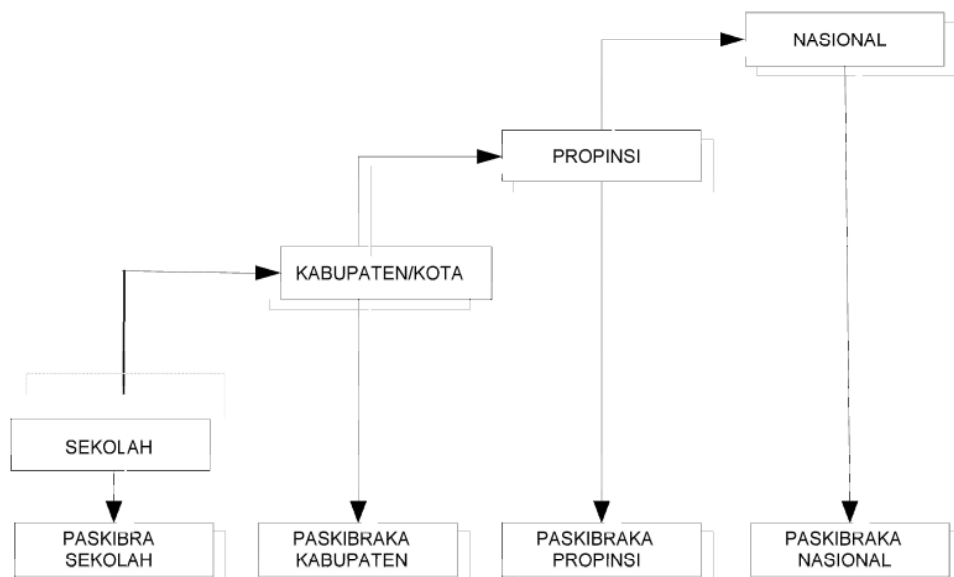 NASIONAL
PROPINSI
KABUPATEN/KOTA
SEKOLAH
PASKIBRA
SEKOLAH
PASKIBRAKA
KABUPATEN
PASKIBRAKA
PROPINSI
PASKIBRAKA
NASIONAL